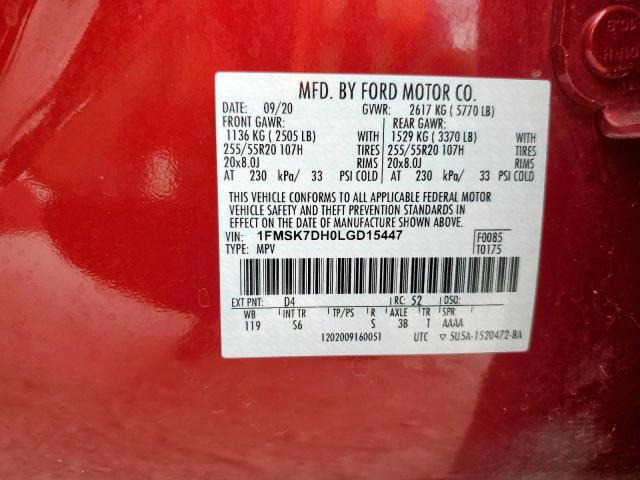 MFD. BY FORD MOTOR CO.
DATE: 09/20 GVWR: 2617 KG ( 5770 LB)
FRONT GAWR: REAR GAWR:
1136 KG ( 2505 LB) WITH 1529 KG ( 3370 LB) WITH
255/55R20 107H TIRES 255/55R20 107H TIRES
20x8.0J RIMS 20x8.0J RIMS
AT 230 kPa/ 33 PSI COLD AT 230 kPa/ 33 PSI COLD
THIS VEHICLE CONFORMS TO ALL APPLICABLE FEDERAL MOTOR
VEHICLE SAFETY AND THEFT PREVENTION STANDARDS IN
EFFECT ON THE DATE OF MANUFACTURE SHOWN ABOVE.
VIN: 1FMSK7DH0LGD15447 F0085
TYPE: MPV T0175
EXT PNT: D4 RC: 52 DSO:
WB INT TR TP/PS R AXLE TR SPR
119 S6 S 3B T AAAA
1202009160051 UTC ▽ 5U5A-1520472-BA